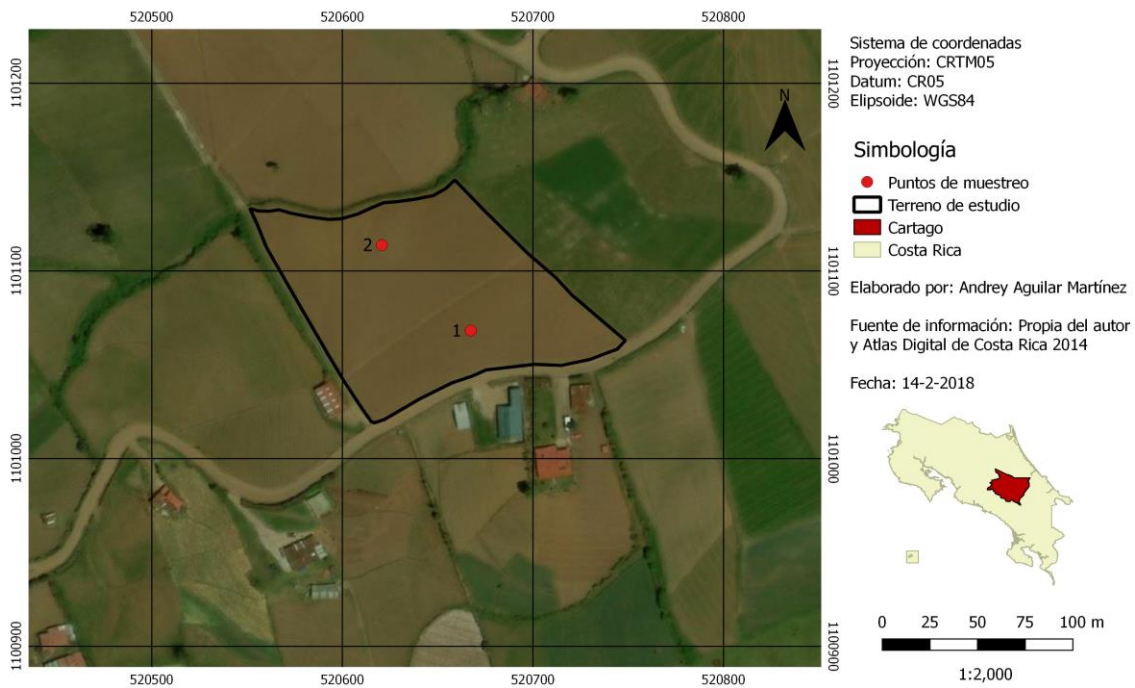 520500 520600 520700 520800
1101200
1101200
1101100
1101100
1101000
1101000
1100900
1100900
520500 520600 520700 520800
2
1
Sistema de coordenadas
Proyección: CRTM05
Datum: CR05
Elipsoide: WGS84
N
Simbología
Puntos de muestreo
Terreno de estudio
Cartago
Costa Rica
Elaborado por: Andrey Aguilar Martínez
Fuente de información: Propia del autor
y Atlas Digital de Costa Rica 2014
Fecha: 14-2-2018
0 25 50 75 100 m
1:2,000